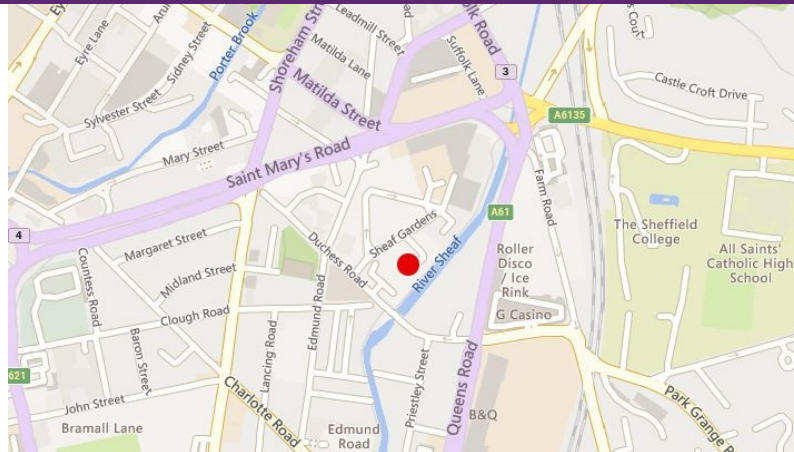 Eyre Lane
Sidney Street
Porter Brook
Shoreham
Leadmill Street
Matilda Lane
Matilda Street
Suffolk Lane
Road
3
Castle Croft Drive
A6135
Sylvester Street
Mary Street
Saint Mary's Road
Farm Road
A61
The Sheffield
College
All Saints'
Catholic High
School
4
Margaret Street
Countess Road
Midland Street
Duchess Road
Sheaf Gardens
River Sheaf
Roller
Disco
/ Ice
Rink
G Casino
Clough Road
Edmund Road
Lancing Road
Baron Street
621
John Street
Bramall Lane
Charlotte Road
Edmund
Road
Priestley Street
Queens Road
B&Q
Park Grange